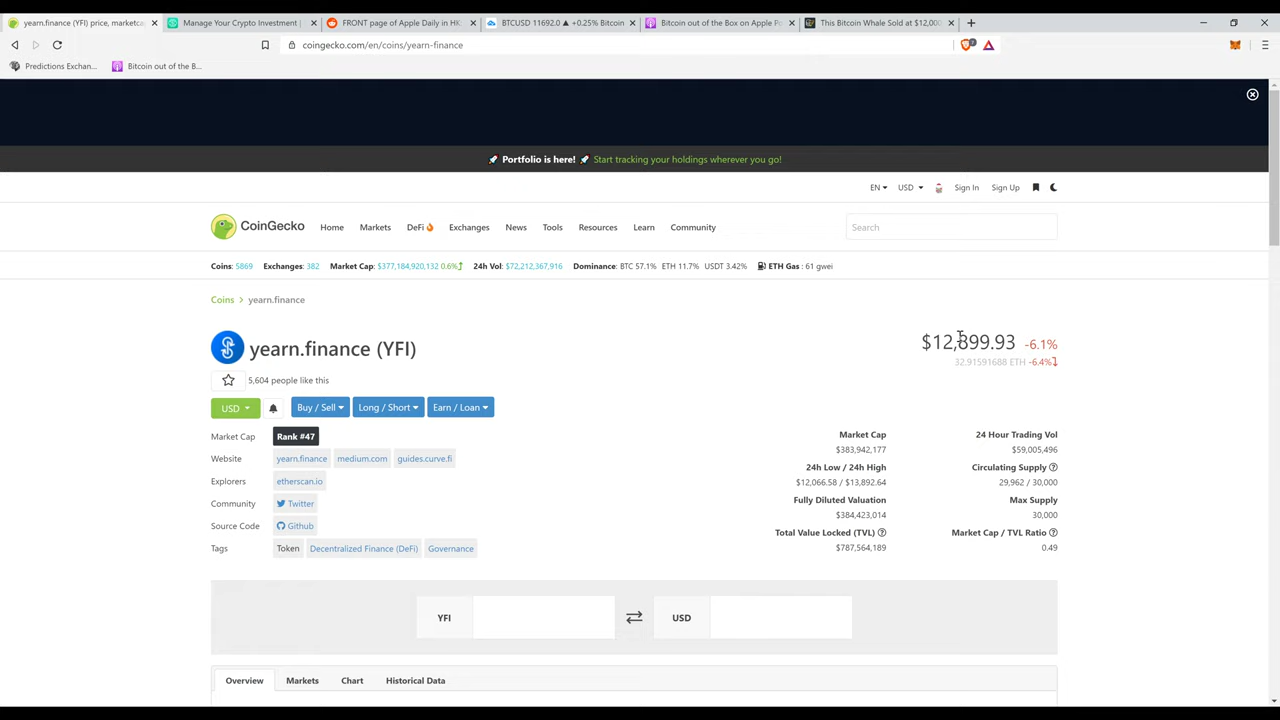 yearn.finance (YFI) price, marketcap
Manage Your Crypto Investment
FRONT page of Apple Daily in HK
BTCUSD 11692.0 ▲ +0.25% Bitcoin
Bitcoin out of the Box on Apple Po
This Bitcoin Whale Sold at $12,000
coingecko.com/en/coins/yearn-finance
Predictions Exchan...
Bitcoin out of the B...
🚀 Portfolio is here! 🚀 Start tracking your holdings wherever you go!
EN USD Sign In Sign Up
CoinGecko Home Markets DeFi Exchanges News Tools Resources Learn Community Search
Coins: 5869 Exchanges: 382 Market Cap: $377,184,920,132 0.6% 24h Vol: $72,212,367,916 Dominance: BTC 57.1% ETH 11.7% USDT 3.42% ETH Gas : 61 gwei
Coins > yearn.finance
yearn.finance (YFI)
$12,899.93 -6.1%
32.91591688 ETH -6.4%
5,604 people like this
USD Buy / Sell Long / Short Earn / Loan
Market Cap Rank #47
Website yearn.finance medium.com guides.curve.fi
Explorers etherscan.io
Community Twitter
Source Code Github
Tags Token Decentralized Finance (DeFi) Governance
Market Cap
$383,942,177
24 Hour Trading Vol
$59,005,496
24h Low / 24h High
$12,066.58 / $13,892.64
Circulating Supply
29,962 / 30,000
Fully Diluted Valuation
$384,423,014
Max Supply
30,000
Total Value Locked (TVL)
$787,564,189
Market Cap / TVL Ratio
0.49
YFI
USD
Overview Markets Chart Historical Data